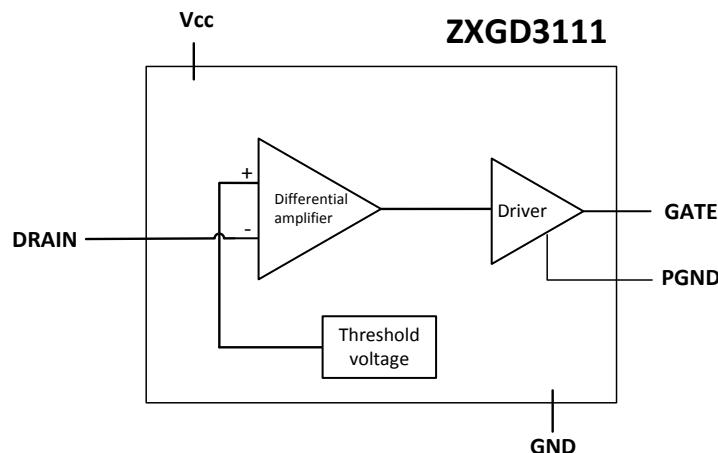 Vcc
ZXGD3111
+
Differential
amplifier
-
Driver
DRAIN
GATE
PGND
Threshold
voltage
GND